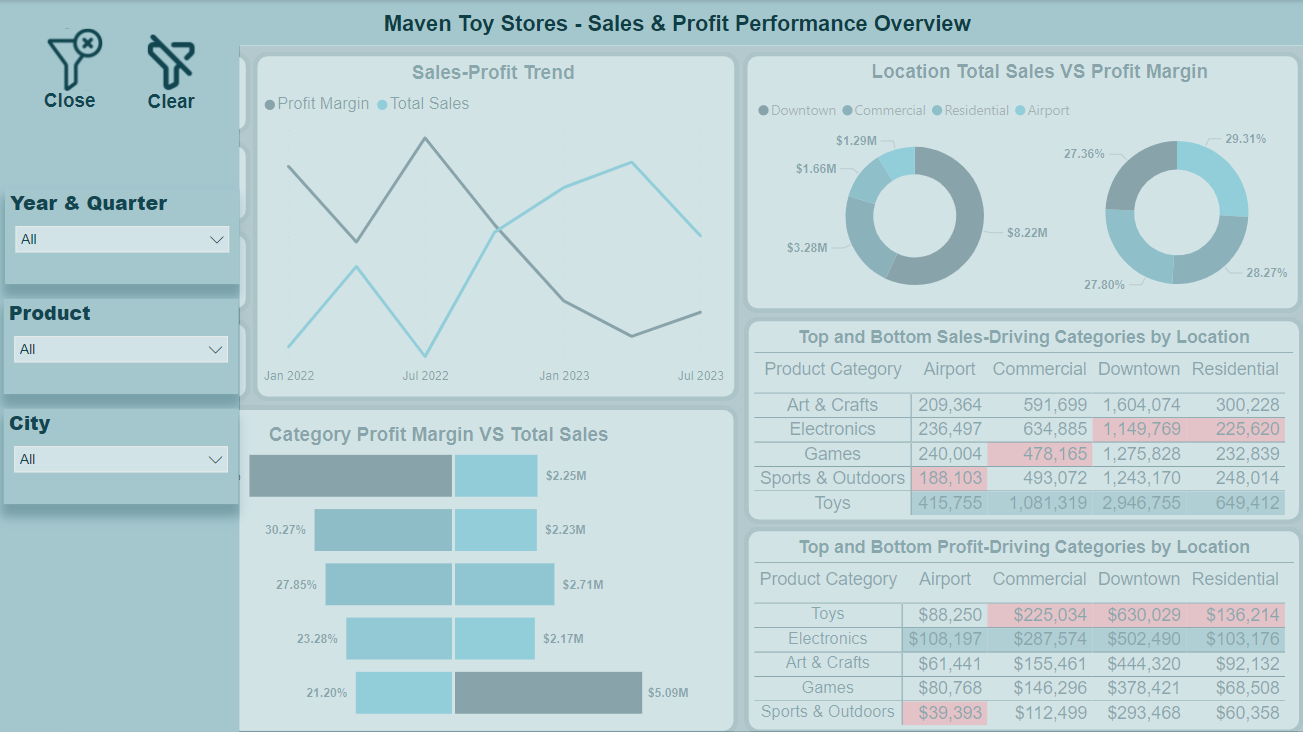 Maven Toy Stores - Sales & Profit Performance Overview
Close
Clear
Year & Quarter
All
Product
All
City
All
Sales-Profit Trend
Profit Margin Total Sales
Jan 2022 Jul 2022 Jan 2023 Jul 2023
Category Profit Margin VS Total Sales
$2.25M
30.27% $2.23M
27.85% $2.71M
23.28% $2.17M
21.20% $5.09M
Location Total Sales VS Profit Margin
Downtown Commercial Residential Airport
$1.29M
$1.66M
$3.28M
$8.22M
27.36%
29.31%
28.27%
27.80%
Top and Bottom Sales-Driving Categories by Location
Product Category Airport Commercial Downtown Residential
Art & Crafts 209,364 591,699 1,604,074 300,228
Electronics 236,497 634,885 1,149,769 225,620
Games 240,004 478,165 1,275,828 232,839
Sports & Outdoors 188,103 493,072 1,243,170 248,014
Toys 415,755 1,081,319 2,946,755 649,412
Top and Bottom Profit-Driving Categories by Location
Product Category Airport Commercial Downtown Residential
Toys $88,250 $225,034 $630,029 $136,214
Electronics $108,197 $287,574 $502,490 $103,176
Art & Crafts $61,441 $155,461 $444,320 $92,132
Games $80,768 $146,296 $378,421 $68,508
Sports & Outdoors $39,393 $112,499 $293,468 $60,358